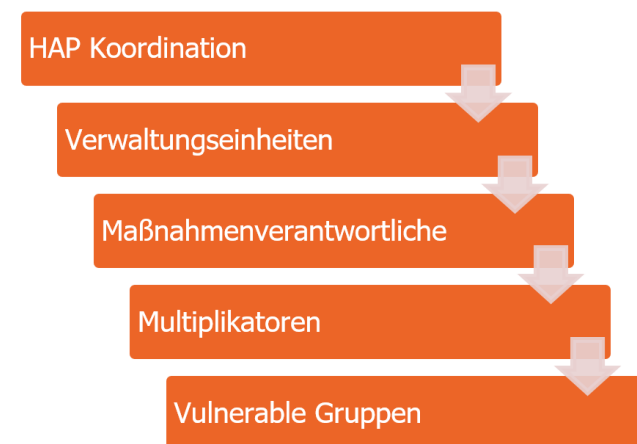 HAP Koordination
Verwaltungseinheiten
Maßnahmenverantwortliche
Multiplikatoren
Vulnerable Gruppen